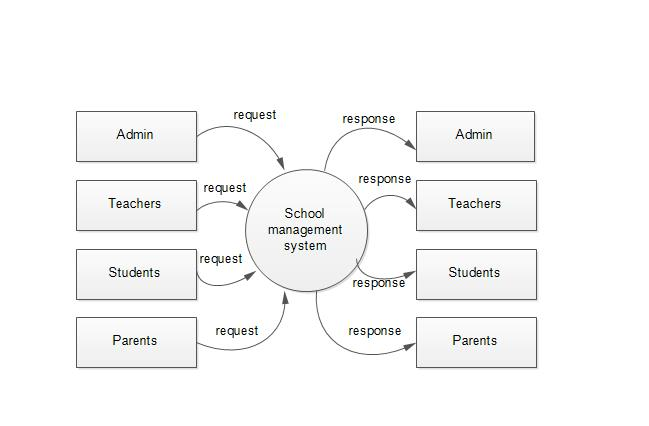 request
response
Admin
Admin
request
response
Teachers
School
management
system
Teachers
request
Students
Students
response
request
response
Parents
Parents